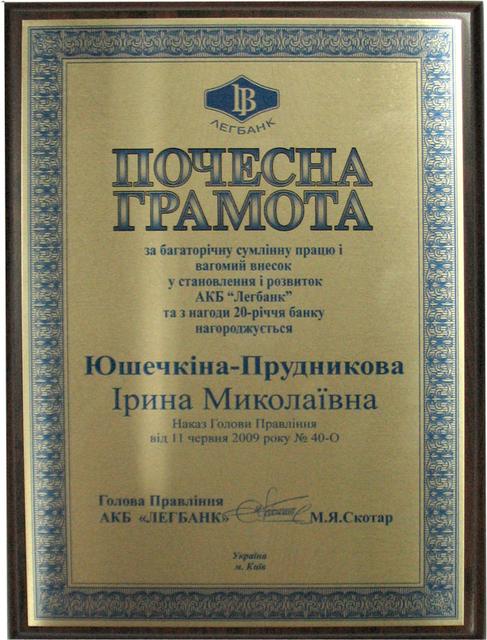 ЛЕГБАНК
ПОЧЕСНА
ГРАМОТА
за багаторічну сумлінну працю і
вагомий внесок
у становлення і розвиток
АКБ “Легбанк”
та з нагоди 20-річчя банку
нагороджується
Юшечкіна-Прудникова
Ірина Миколаївна
Наказ Голови Правління
від 11 червня 2009 року № 40-О
Голова Правління
АКБ «ЛЕГБАНК» М.Я.Скотар
Україна
м. Київ